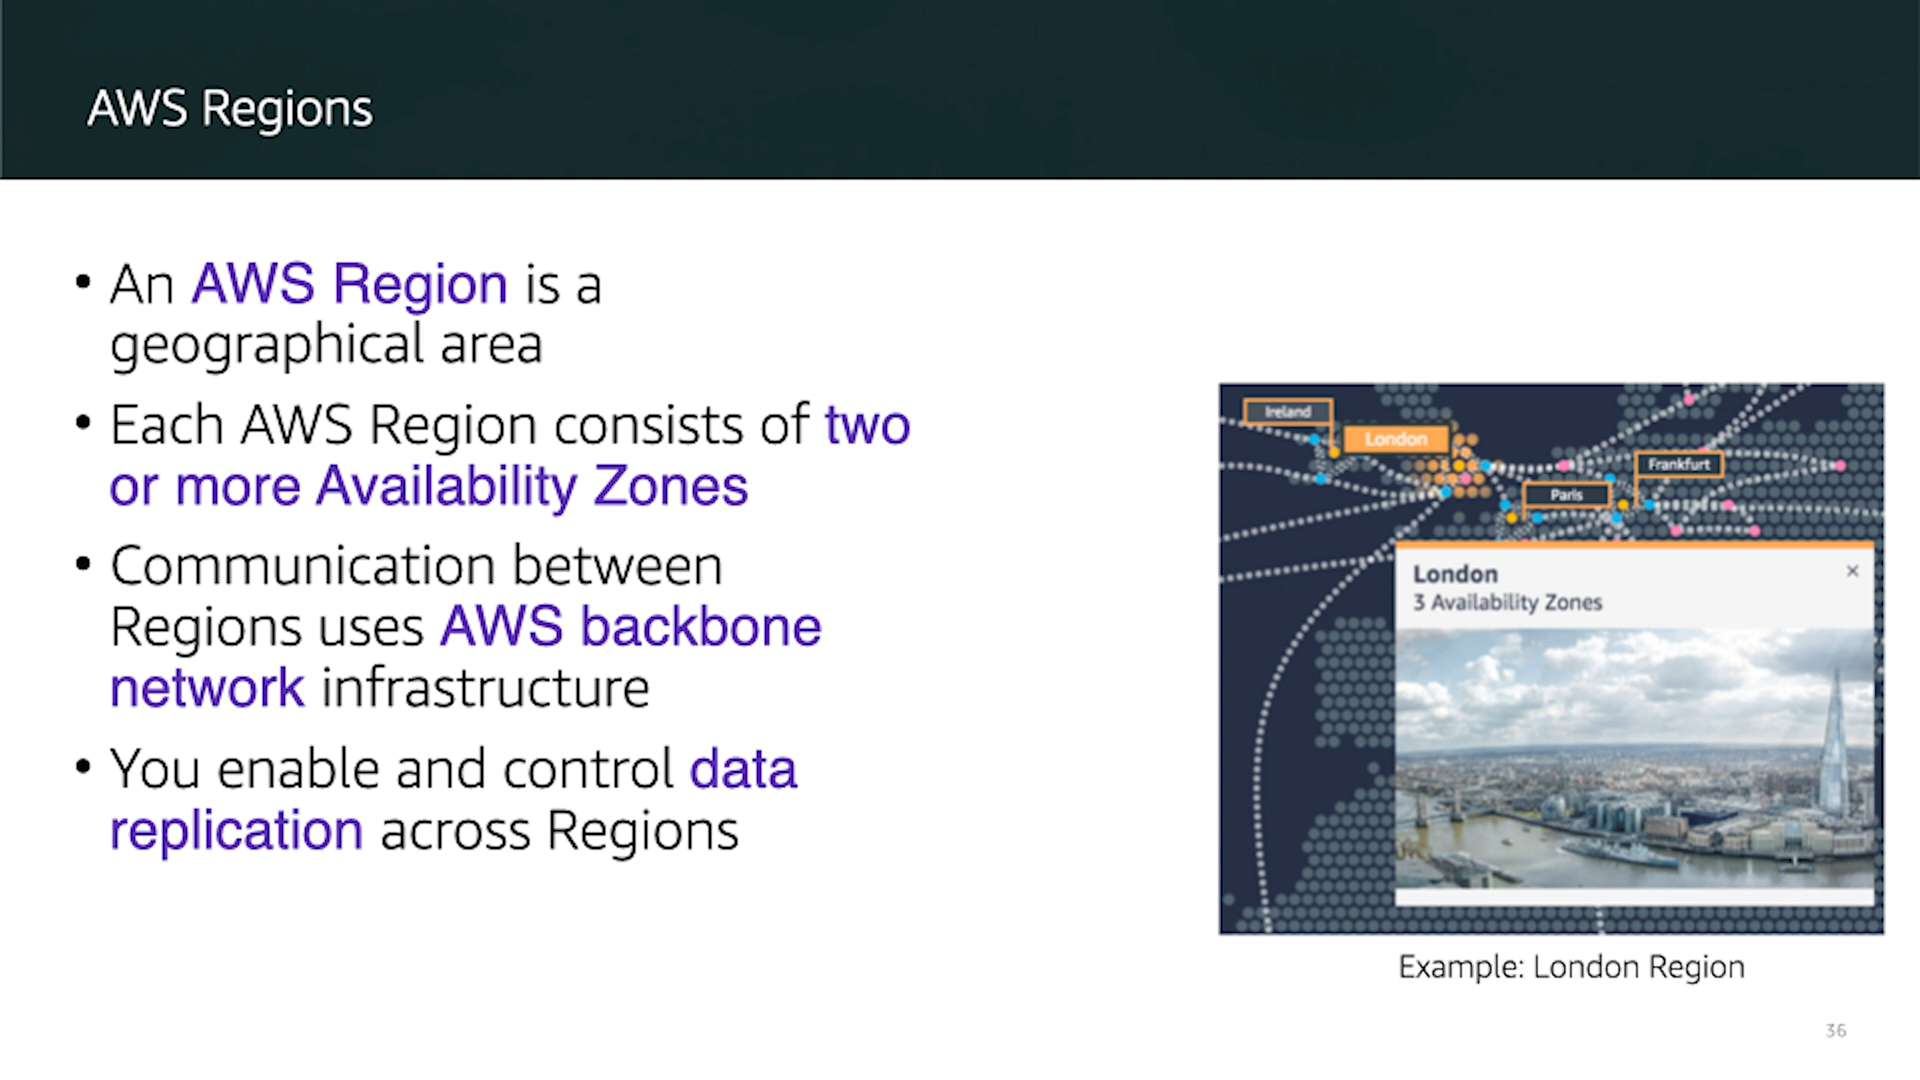 AWS Regions
• An AWS Region is a
geographical area
• Each AWS Region consists of two
or more Availability Zones
• Communication between
Regions uses AWS backbone
network infrastructure
• You enable and control data
replication across Regions
Ireland
London
Frankfurt
Paris
London
×
3 Availability Zones
Example: London Region
36